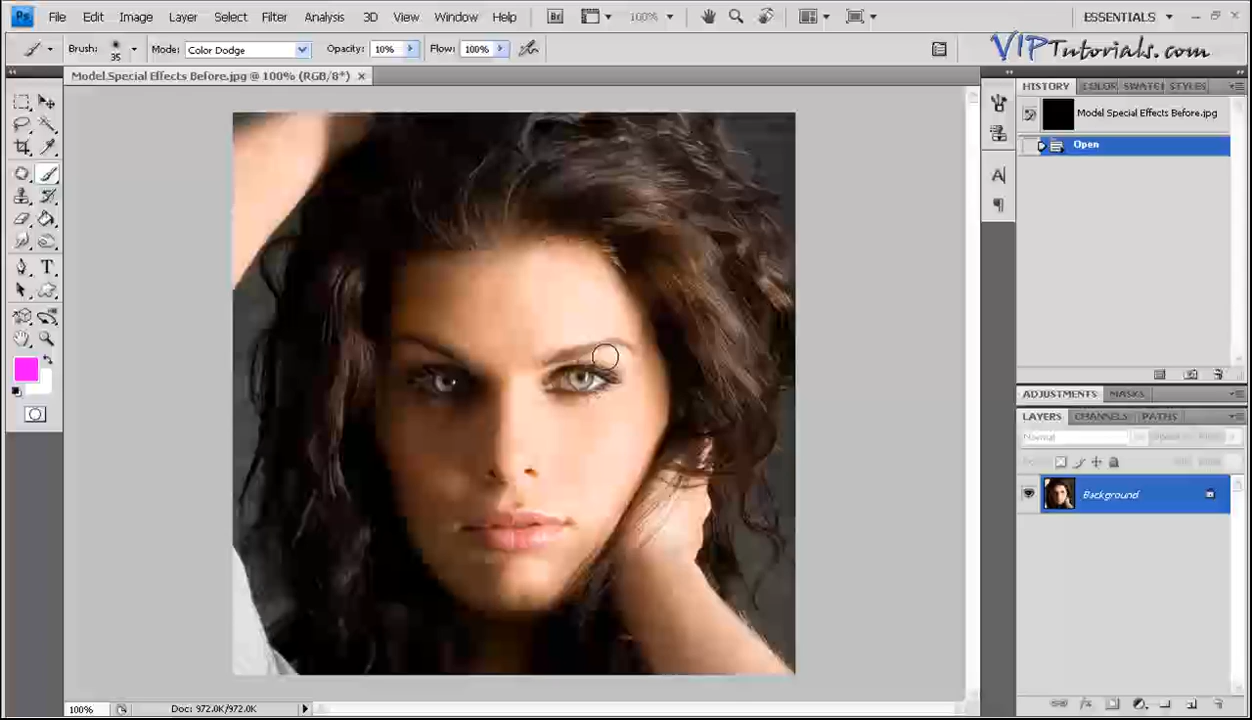 Ps File Edit Image Layer Select Filter Analysis 3D View Window Help Br 100% ESSENTIALS
Brush: 35 Mode: Color Dodge Opacity: 10% Flow: 100%
VIPTutorials.com
Model.Special Effects Before.jpg @ 100% (RGB/8*)
HISTORY COLOR SWATCH STYLES
Model Special Effects Before.jpg
Open
ADJUSTMENTS MASKS
LAYERS CHANNELS PATHS
Normal
Background
100% Doc: 972.0K/972.0K